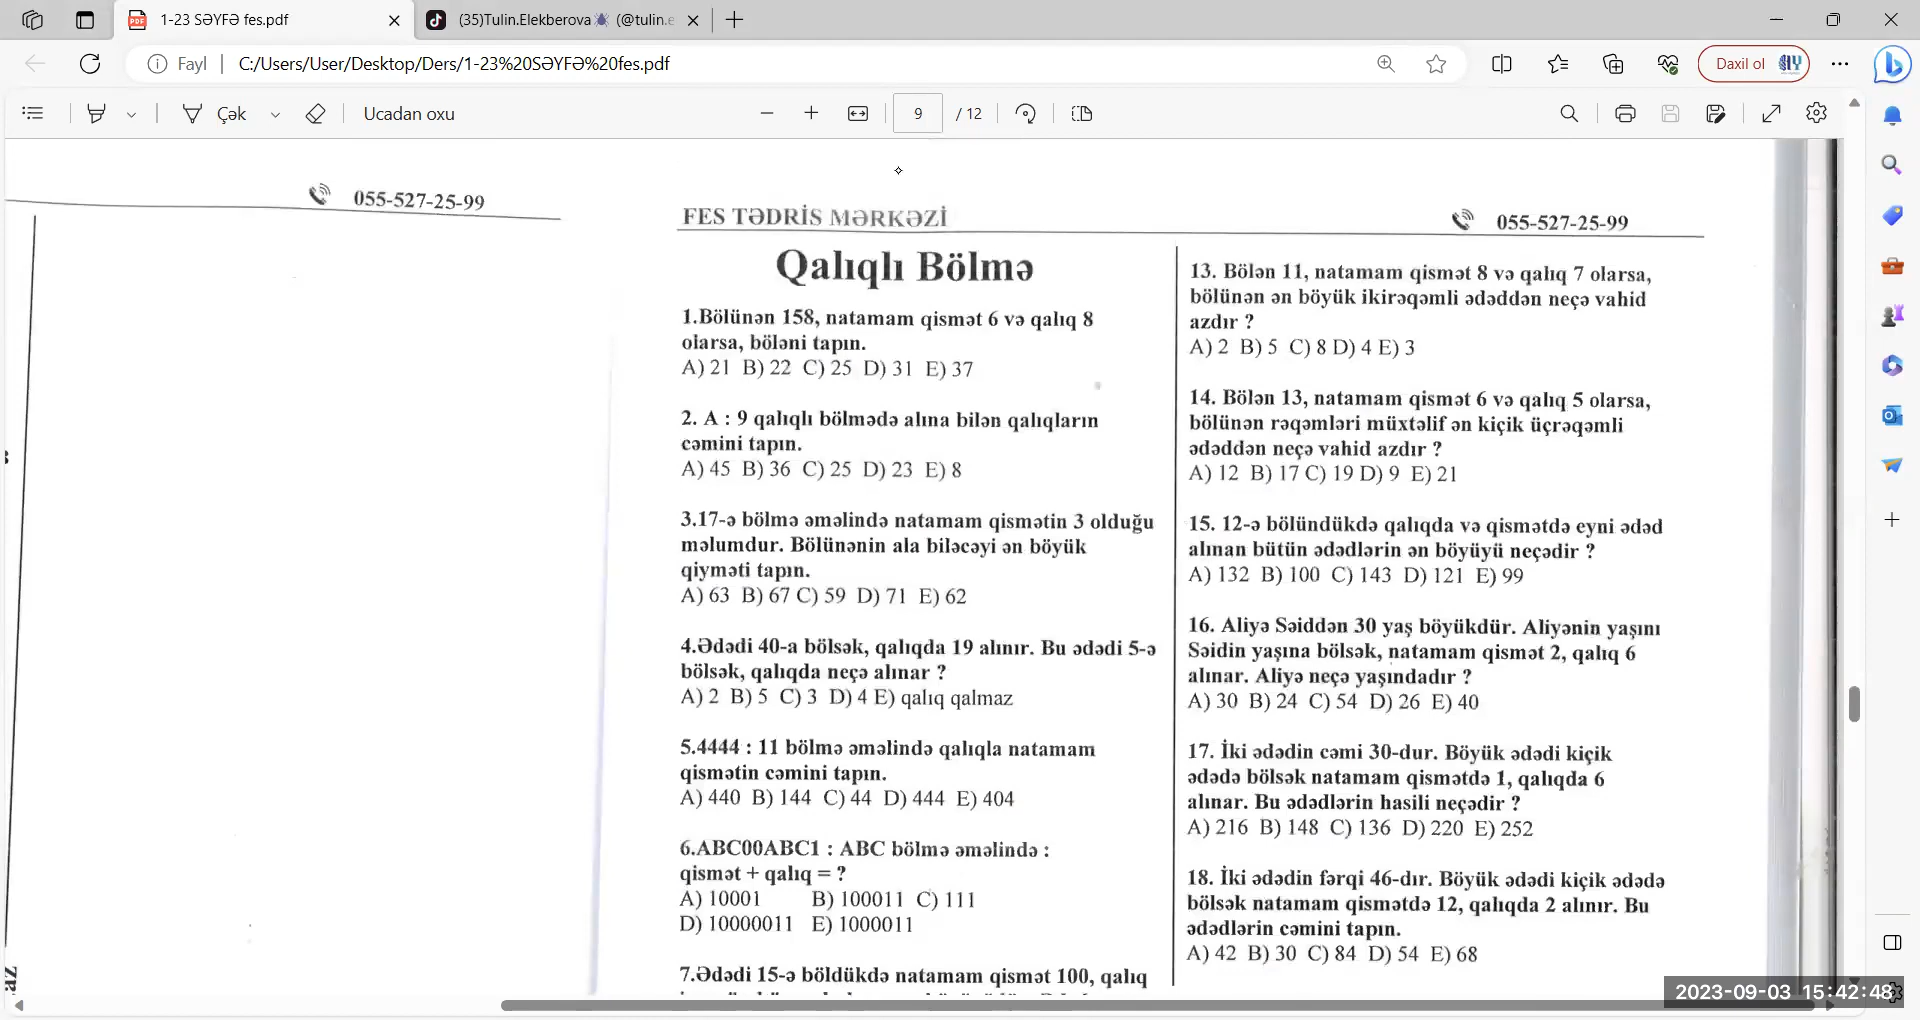 1-23 SƏYFƏ fes.pdf
(35)Tulin.Elekberova🕷 (@tulin.e
Fayl
C:/Users/User/Desktop/Ders/1-23%20SƏYFƏ%20fes.pdf
Daxil ol
Çək
Ucadan oxu
9
/ 12
055-527-25-99
FES TƏDRİS MƏRKƏZİ
055-527-25-99
Qalıqlı Bölmə
1.Bölünən 158, natamam qismət 6 və qalıq 8
olarsa, böləni tapın.
A) 21 B) 22 C) 25 D) 31 E) 37
2. A : 9 qalıqlı bölmədə alına bilən qalıqların
cəmini tapın.
A) 45 B) 36 C) 25 D) 23 E) 8
3.17-ə bölmə əməlində natamam qismətin 3 olduğu
məlumdur. Bölünənin ala biləcəyi ən böyük
qiyməti tapın.
A) 63 B) 67 C) 59 D) 71 E) 62
4.Ədədi 40-a bölsək, qalıqda 19 alınır. Bu ədədi 5-ə
bölsək, qalıqda neçə alınar ?
A) 2 B) 5 C) 3 D) 4 E) qalıq qalmaz
5.4444 : 11 bölmə əməlində qalıqla natamam
qismətin cəmini tapın.
A) 440 B) 144 C) 44 D) 444 E) 404
6.ABC00ABC1 : ABC bölmə əməlində :
qismət + qalıq = ?
A) 10001 B) 100011 C) 111
D) 10000011 E) 1000011
7.Ədədi 15-ə böldükdə natamam qismət 100, qalıq
13. Bölən 11, natamam qismət 8 və qalıq 7 olarsa,
bölünən ən böyük ikirəqəmli ədəddən neçə vahid
azdır ?
A) 2 B) 5 C) 8 D) 4 E) 3
14. Bölən 13, natamam qismət 6 və qalıq 5 olarsa,
bölünən rəqəmləri müxtəlif ən kiçik üçrəqəmli
ədəddən neçə vahid azdır ?
A) 12 B) 17 C) 19 D) 9 E) 21
15. 12-ə bölündükdə qalıqda və qismətdə eyni ədəd
alınan bütün ədədlərin ən böyüyü neçədir ?
A) 132 B) 100 C) 143 D) 121 E) 99
16. Aliyə Səiddən 30 yaş böyükdür. Aliyənin yaşını
Səidin yaşına bölsək, natamam qismət 2, qalıq 6
alınar. Aliyə neçə yaşındadır ?
A) 30 B) 24 C) 54 D) 26 E) 40
17. İki ədədin cəmi 30-dur. Böyük ədədi kiçik
ədədə bölsək natamam qismətdə 1, qalıqda 6
alınar. Bu ədədlərin hasili neçədir ?
A) 216 B) 148 C) 136 D) 220 E) 252
18. İki ədədin fərqi 46-dır. Böyük ədədi kiçik ədədə
bölsək natamam qismətdə 12, qalıqda 2 alınır. Bu
ədədlərin cəmini tapın.
A) 42 B) 30 C) 84 D) 54 E) 68
2023-09-03 15:42:48